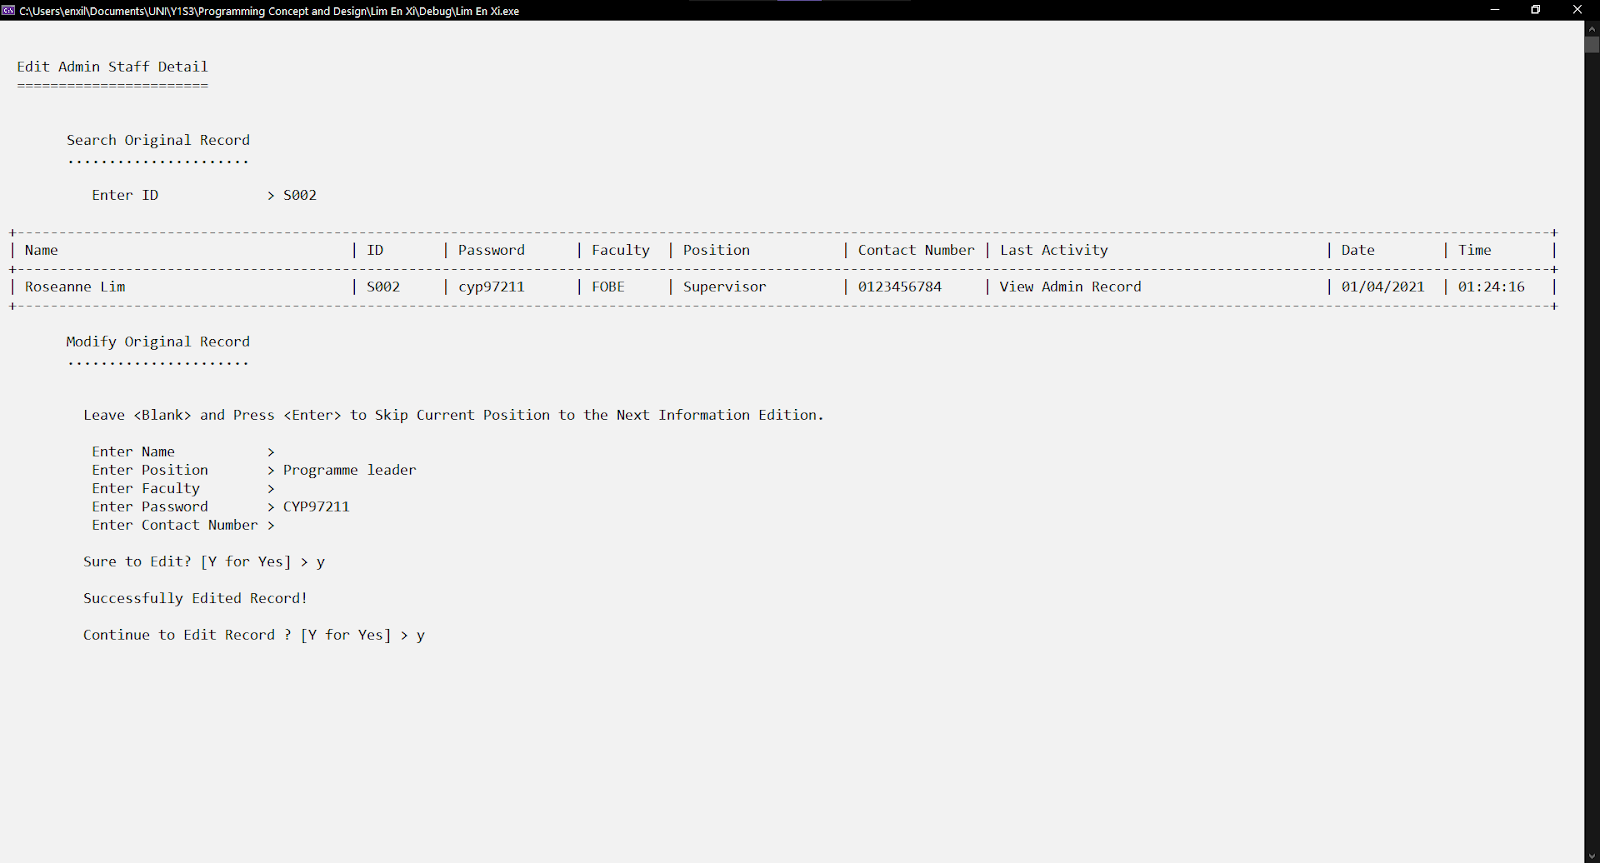 C:\Users\enxil\Documents\UNI\Y1S3\Programming Concept and Design\Lim En Xi\Debug\Lim En Xi.exe
Edit Admin Staff Detail
=======================
Search Original Record
......................
Enter ID > S002
| Name | ID | Password | Faculty | Position | Contact Number | Last Activity | Date | Time |
| Roseanne Lim | S002 | cyp97211 | FOBE | Supervisor | 0123456784 | View Admin Record | 01/04/2021 | 01:24:16 |
Modify Original Record
......................
Leave <Blank> and Press <Enter> to Skip Current Position to the Next Information Edition.
Enter Name >
Enter Position > Programme leader
Enter Faculty >
Enter Password > CYP97211
Enter Contact Number >
Sure to Edit? [Y for Yes] > y
Successfully Edited Record!
Continue to Edit Record ? [Y for Yes] > y